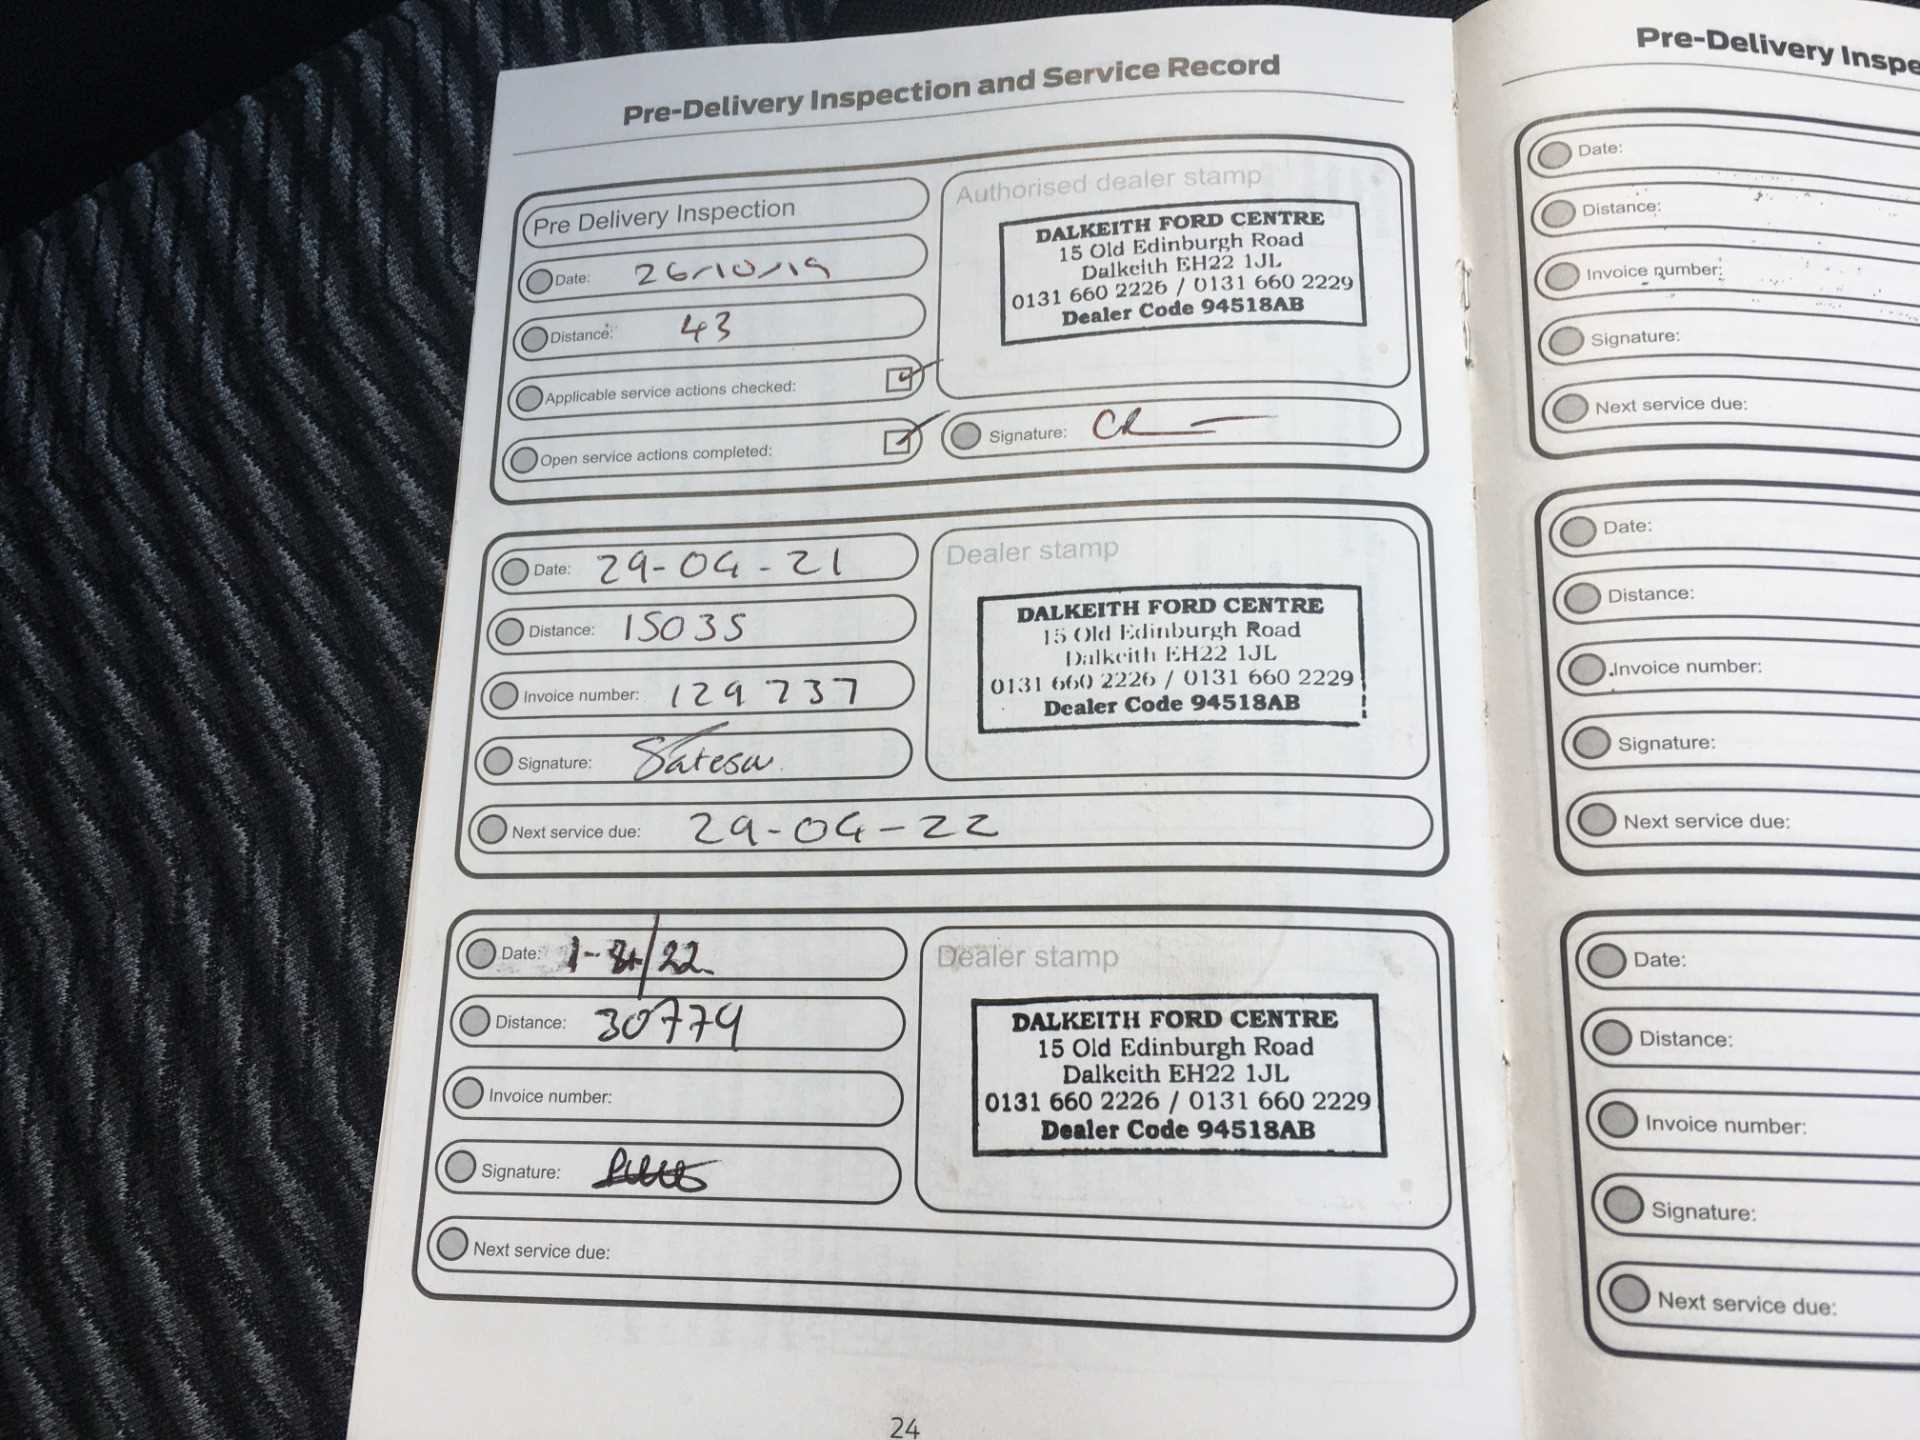 Pre-Delivery Inspection and Service Record
Pre Delivery Inspection
Date: 26-10-19
Distance: 43
Applicable service actions checked:
Open service actions completed:
Authorised dealer stamp
DALKEITH FORD CENTRE
15 Old Edinburgh Road
Dalkeith EH22 1JL
0131 660 2226 / 0131 660 2229
Dealer Code 94518AB
Signature:
Date: 29-04-21
Distance: 15035
Invoice number: 129737
Signature:
Dealer stamp
DALKEITH FORD CENTRE
15 Old Edinburgh Road
Dalkeith EH22 1JL
0131 660 2226 / 0131 660 2229
Dealer Code 94518AB
Next service due: 29-04-22
Date:
Distance: 30779
Invoice number:
Signature:
Dealer stamp
DALKEITH FORD CENTRE
15 Old Edinburgh Road
Dalkeith EH22 1JL
0131 660 2226 / 0131 660 2229
Dealer Code 94518AB
Next service due:
24
Pre-Delivery Inspe
Date:
Distance:
Invoice number:
Signature:
Next service due:
Date:
Distance:
Invoice number:
Signature:
Next service due:
Date:
Distance:
Invoice number:
Signature:
Next service due: